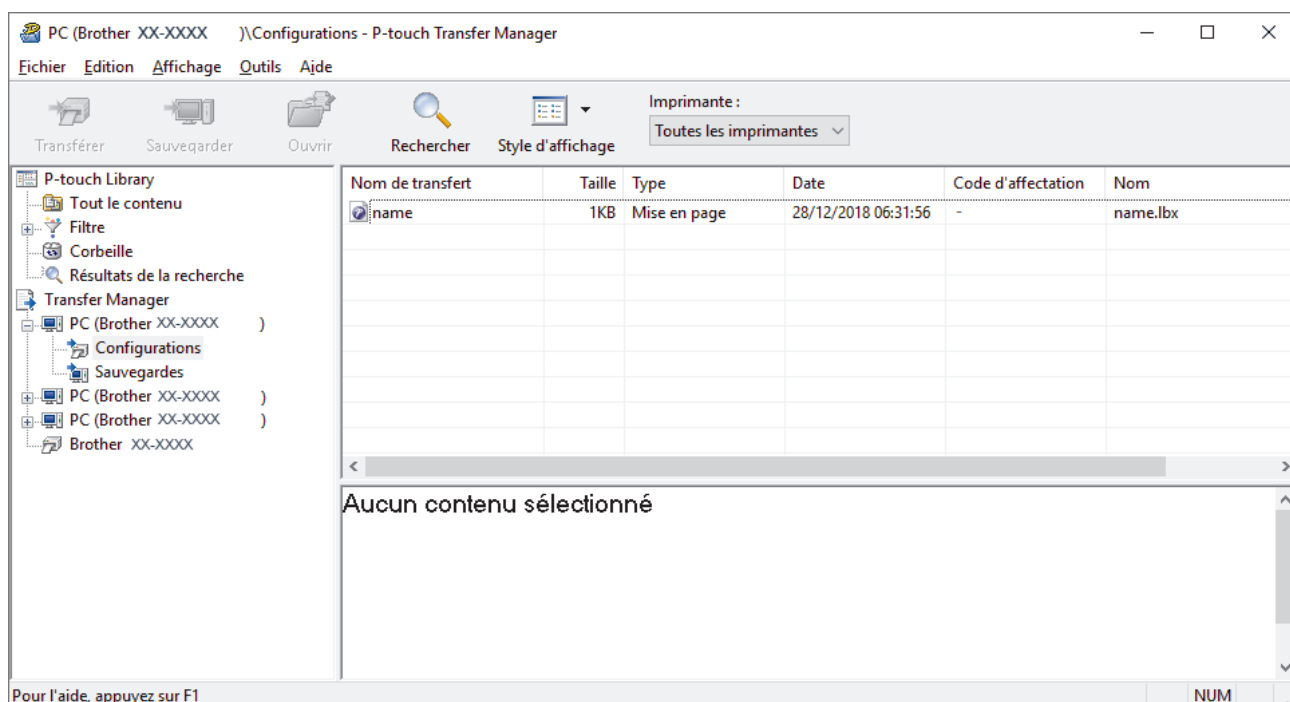 PC (Brother XX-XXXX )\Configurations - P-touch Transfer Manager
Fichier Edition Affichage Outils Aide
Transférer Sauvegarder Ouvrir Rechercher Style d'affichage
Imprimante :
Toutes les imprimantes
P-touch Library
Tout le contenu
Filtre
Corbeille
Résultats de la recherche
Transfer Manager
PC (Brother XX-XXXX )
Configurations
Sauvegardes
PC (Brother XX-XXXX )
PC (Brother XX-XXXX )
Brother XX-XXXX
Nom de transfert Taille Type Date Code d'affectation Nom
name 1KB Mise en page 28/12/2018 06:31:56 - name.lbx
Aucun contenu sélectionné
Pour l'aide, appuyez sur F1 NUM